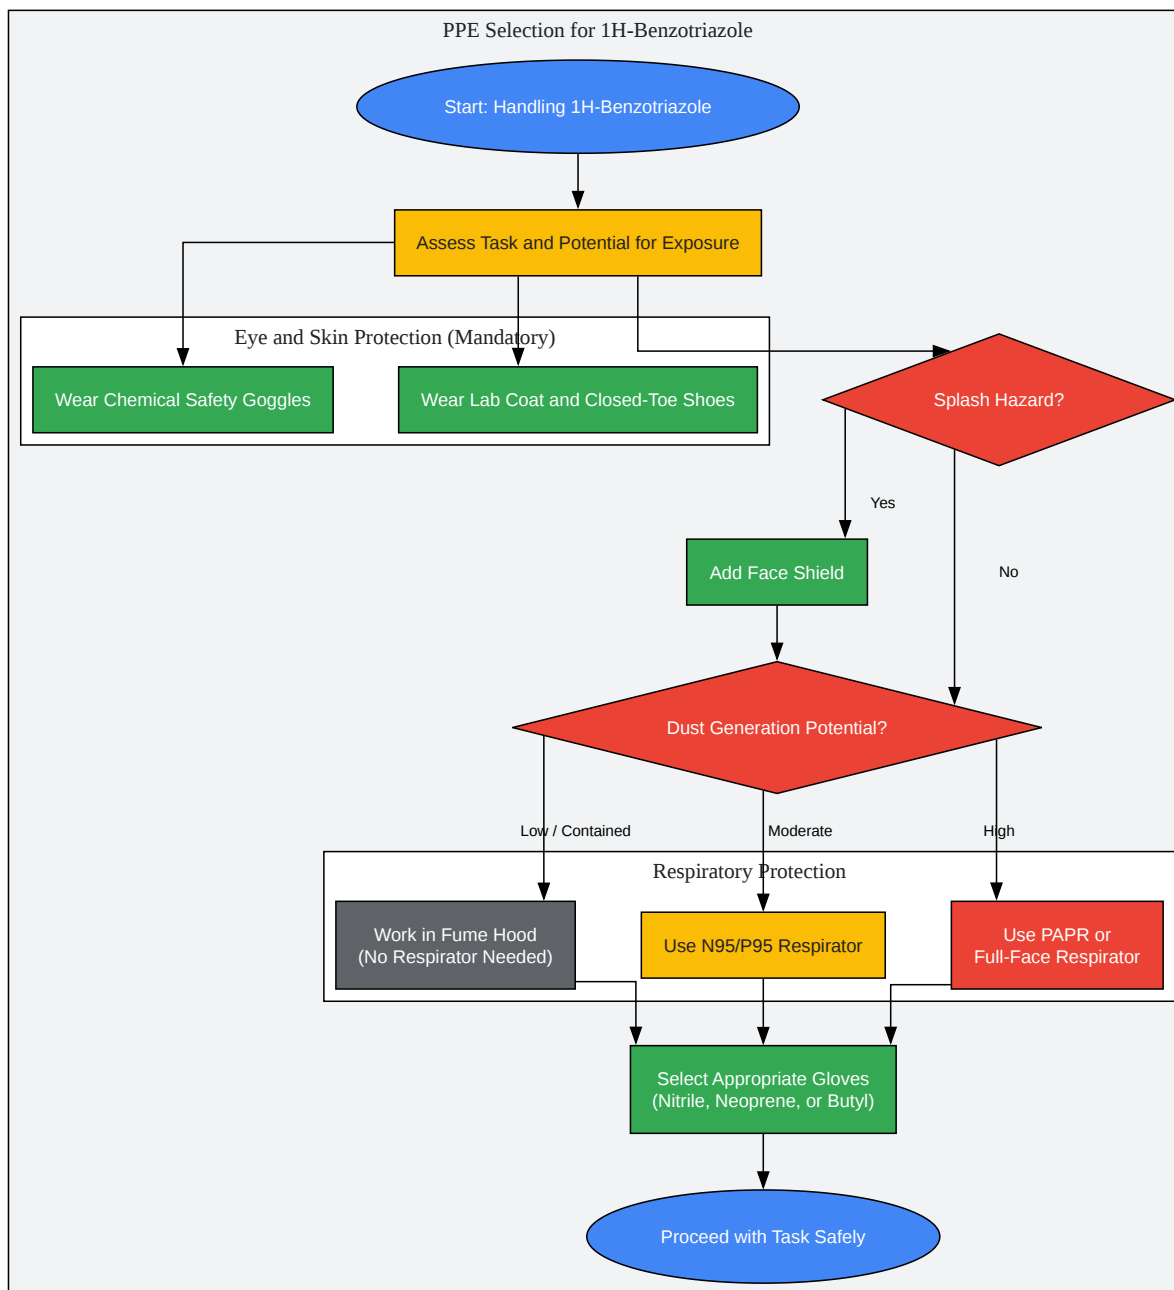 PPE Selection for 1H-Benzotriazole
Start: Handling 1H-Benzotriazole
Assess Task and Potential for Exposure
Eye and Skin Protection (Mandatory)
Wear Chemical Safety Goggles
Wear Lab Coat and Closed-Toe Shoes
Splash Hazard?
Yes
No
Add Face Shield
Dust Generation Potential?
Low / Contained
Moderate
High
Respiratory Protection
Work in Fume Hood
(No Respirator Needed)
Use N95/P95 Respirator
Use PAPR or
Full-Face Respirator
Select Appropriate Gloves
(Nitrile, Neoprene, or Butyl)
Proceed with Task Safely